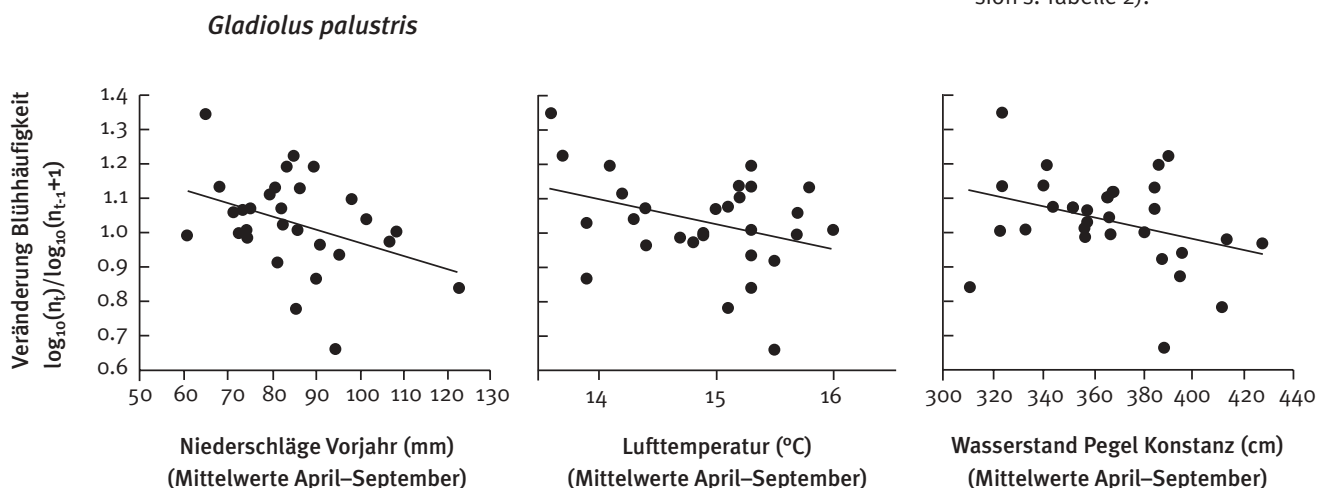 sion s. Tabelle 2).
Gladiolus palustris
Veränderung Blühhäufigkeit
log₁₀(nₜ)/log₁₀(nₜ₋₁+1)
1.4
1.3
1.2
1.1
1.0
0.9
0.8
0.7
0.6
50 60 70 80 90 100 110 120 130
Niederschläge Vorjahr (mm)
(Mittelwerte April–September)
14 15 16
Lufttemperatur (°C)
(Mittelwerte April–September)
300 320 340 360 380 400 420 440
Wasserstand Pegel Konstanz (cm)
(Mittelwerte April–September)